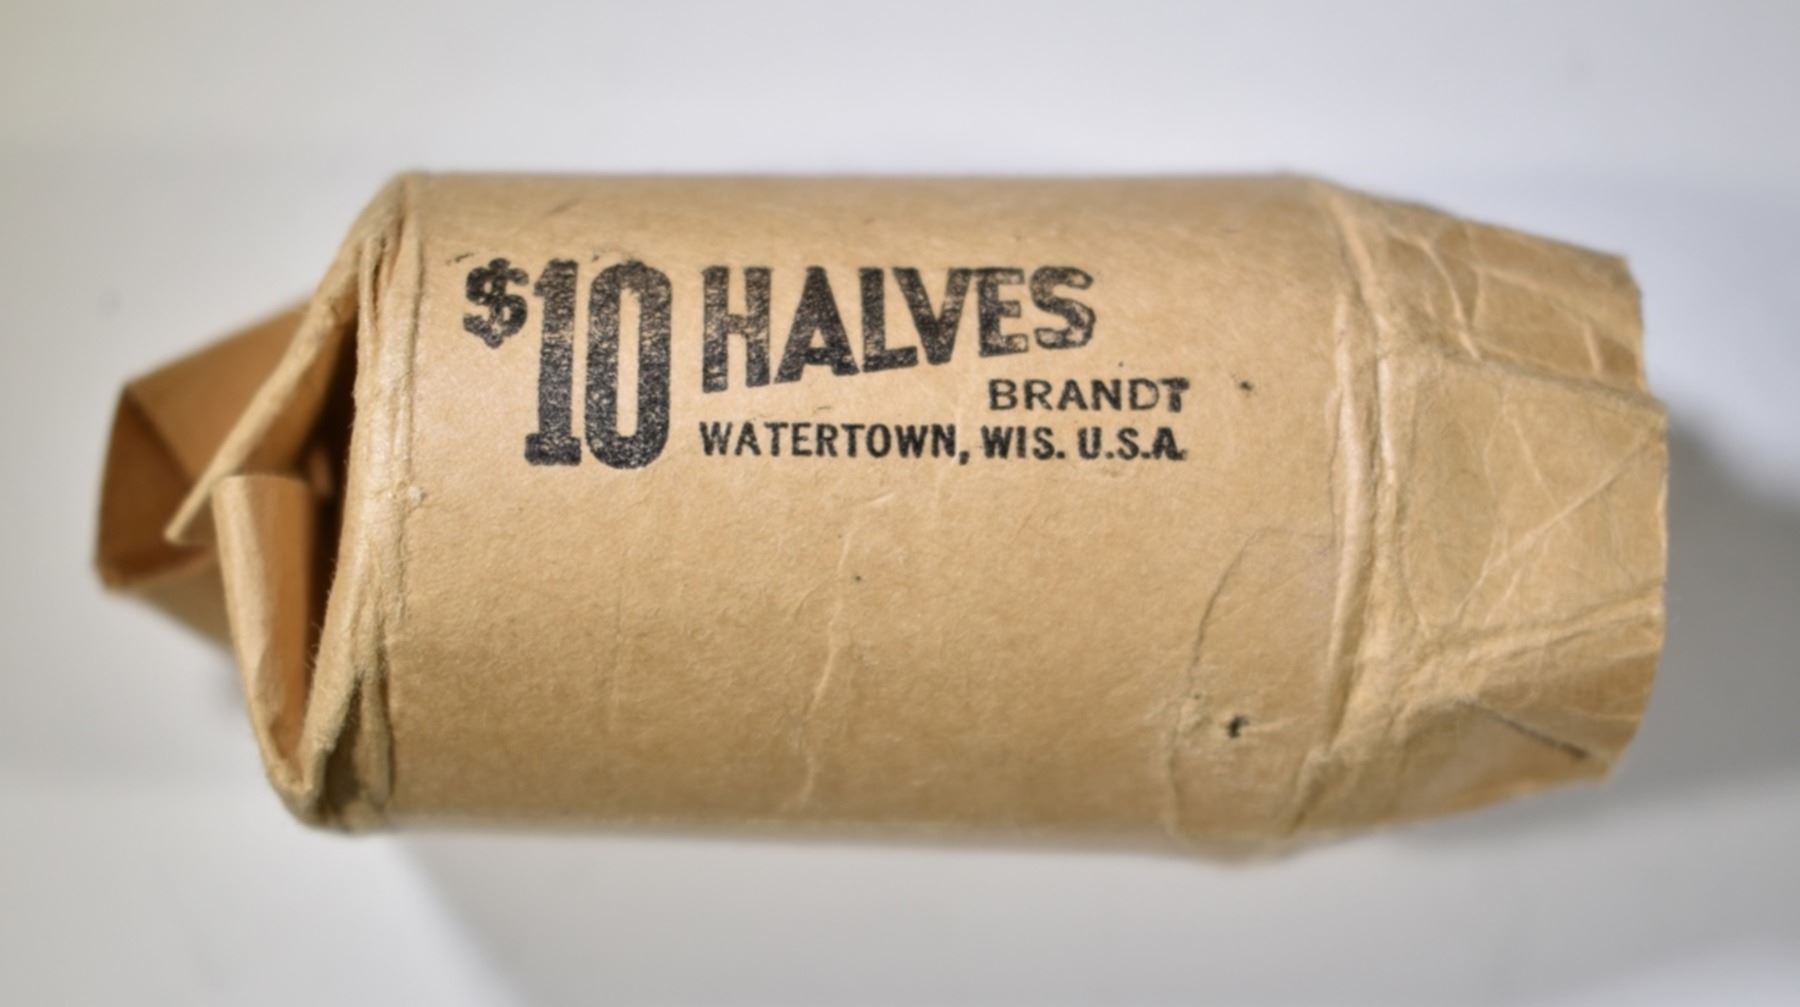 $10 HALVES
BRANDT
WATERTOWN, WIS. U.S.A.